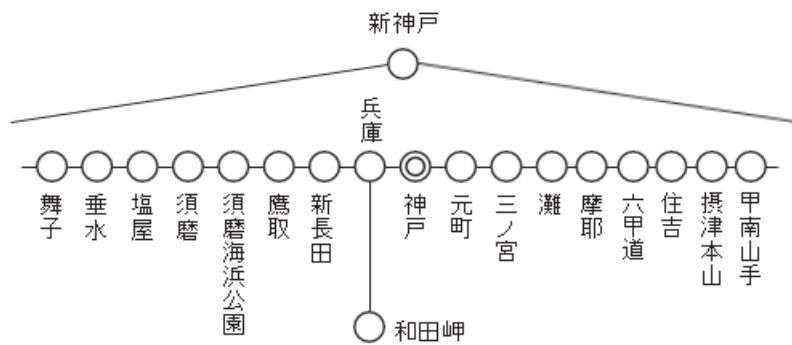 新神戸
兵庫
舞子
垂水
塩屋
須磨
須磨海浜公園
鷹取
新長田
神戸
元町
三ノ宮
灘
摩耶
六甲道
住吉
摂津本山
甲南山手
和田岬